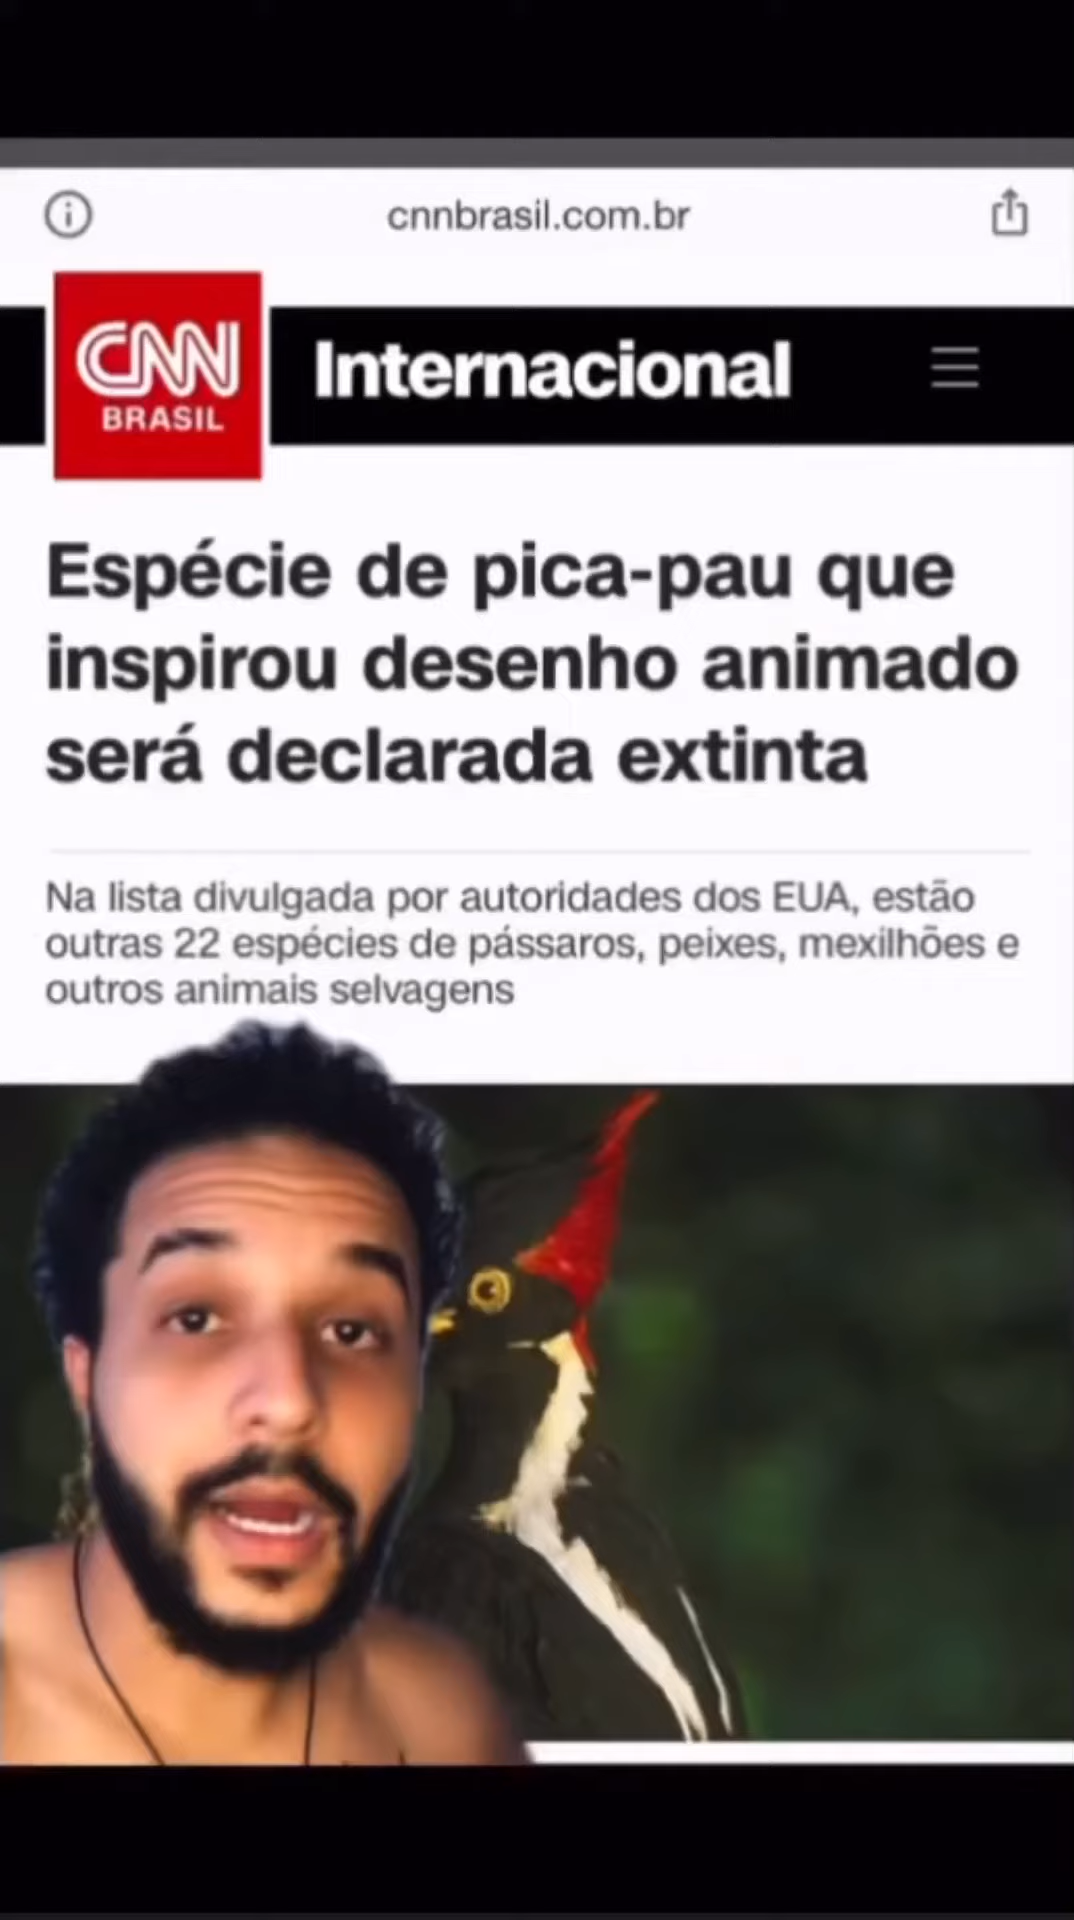 cnnbrasil.com.br
CNN
BRASIL
Internacional
Espécie de pica-pau que
inspirou desenho animado
será declarada extinta
Na lista divulgada por autoridades dos EUA, estão
outras 22 espécies de pássaros, peixes, mexilhões e
outros animais selvagens